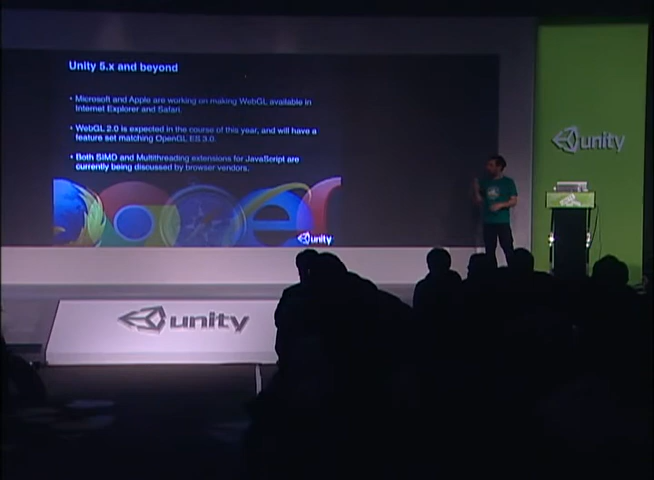 Unity 5.x and beyond
• Microsoft and Apple are working on making WebGL available in
Internet Explorer and Safari.
• WebGL 2.0 is expected in the course of this year, and will have a
feature set matching OpenGL ES 3.0.
• Both SIMD and Multithreading extensions for JavaScript are
currently being discussed by browser vendors.
unity
unity
unity